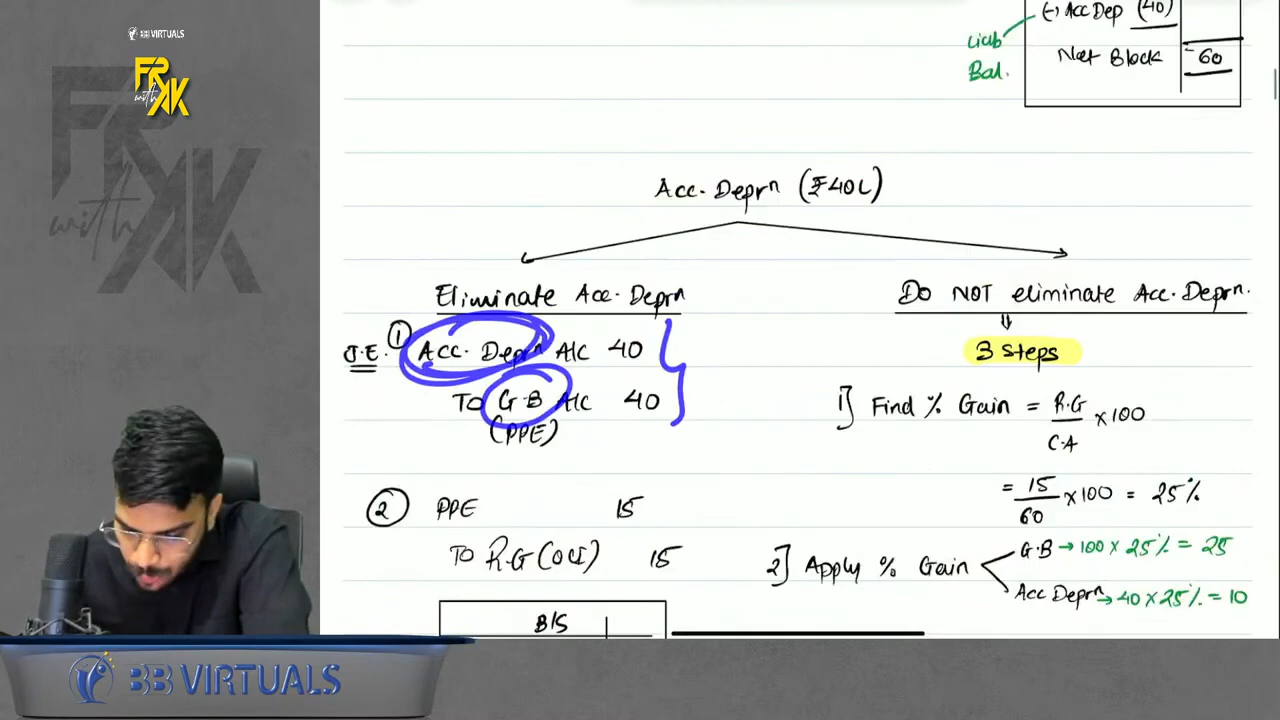 BB VIRTUALS
FR
with
AK
FR
with
AK
(-) Acc Dep (40)
Liab
Bal.
Net Block 60
Acc. Deprn (₹40L)
Eliminate Acc. Deprn
DO NOT eliminate Acc. Deprn.
3 Steps
J.E. ① Acc. Deprn A/C 40
TO G.B A/C 40
(PPE)
1] Find % Gain = R.G / C.A × 100
= 15 / 60 × 100 = 25%
② PPE 15
TO R.G (OCI) 15
2] Apply % Gain
G.B → 100 × 25% = 25
Acc Deprn → 40 × 25% = 10
B/S
BB VIRTUALS